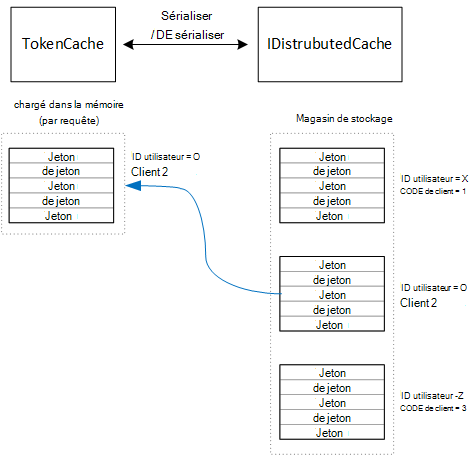 TokenCache
Sérialiser
/ DE sérialiser
IDistrubutedCache
chargé dans la mémoire
(par requête)
Jeton
de jeton
Jeton
de jeton
Jeton
ID utilisateur = O
Client 2
Magasin de stockage
Jeton
de jeton
Jeton
de jeton
Jeton
ID utilisateur = X
CODE de client = 1
Jeton
de jeton
Jeton
de jeton
Jeton
ID utilisateur = O
Client 2
Jeton
de jeton
Jeton
de jeton
Jeton
ID utilisateur -Z
CODE de client = 3